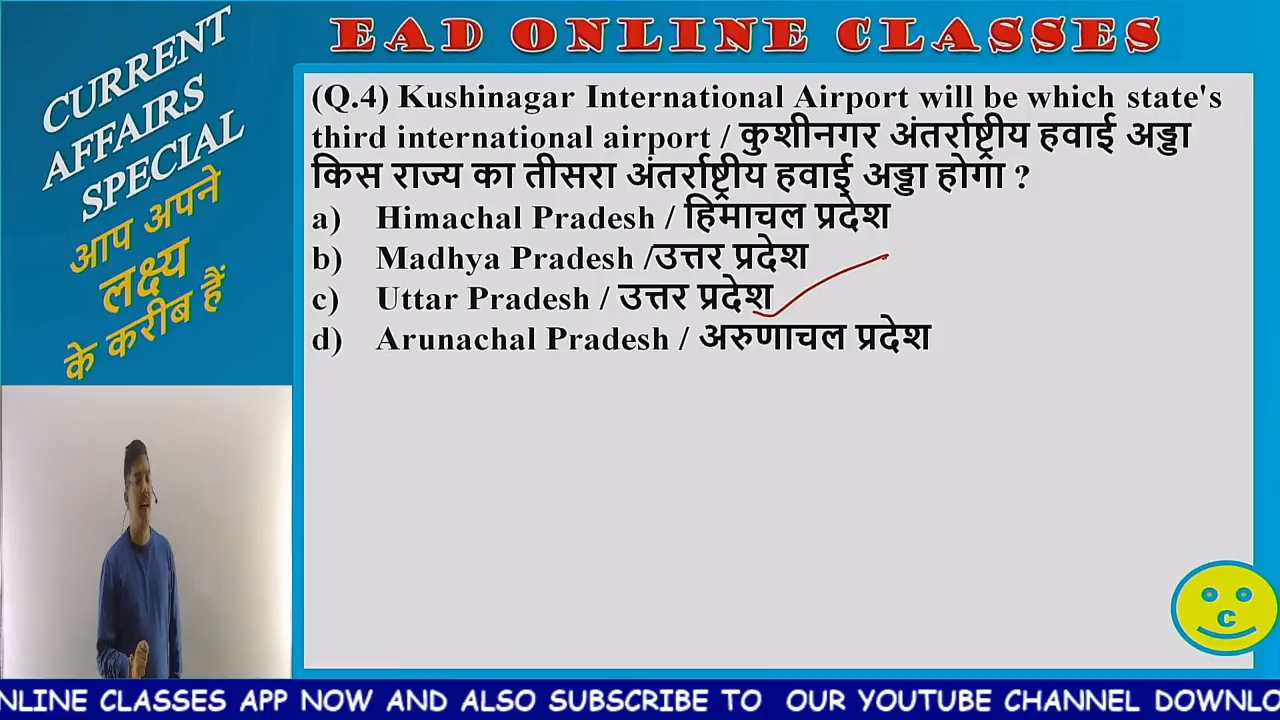 EAD ONLINE CLASSES
CURRENT
AFFAIRS
SPECIAL
आप अपने
लक्ष्य
के करीब हैं
(Q.4) Kushinagar International Airport will be which state's
third international airport / कुशीनगर अंतर्राष्ट्रीय हवाई अड्डा
किस राज्य का तीसरा अंतर्राष्ट्रीय हवाई अड्डा होगा ?
a) Himachal Pradesh / हिमाचल प्रदेश
b) Madhya Pradesh /उत्तर प्रदेश
c) Uttar Pradesh / उत्तर प्रदेश
d) Arunachal Pradesh / अरुणाचल प्रदेश
C
NLINE CLASSES APP NOW AND ALSO SUBSCRIBE TO OUR YOUTUBE CHANNEL DOWNLO